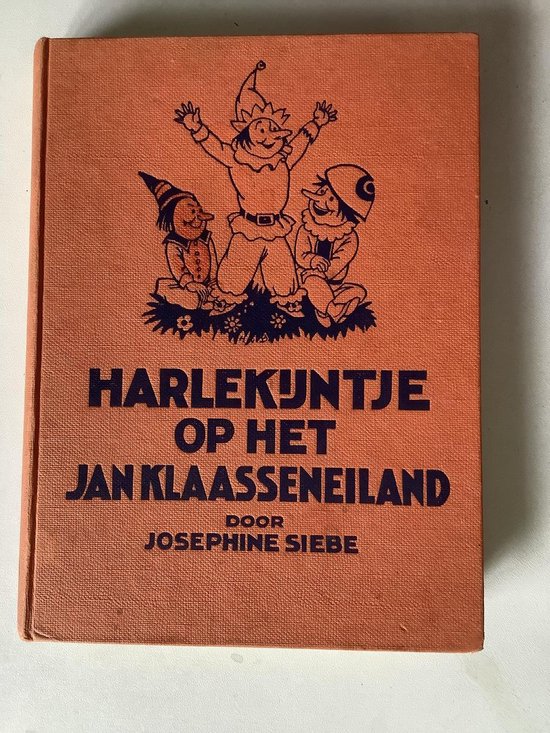 HARLEKIJNTJE
OP HET
JAN KLAASSENEILAND
DOOR
JOSEPHINE SIEBE